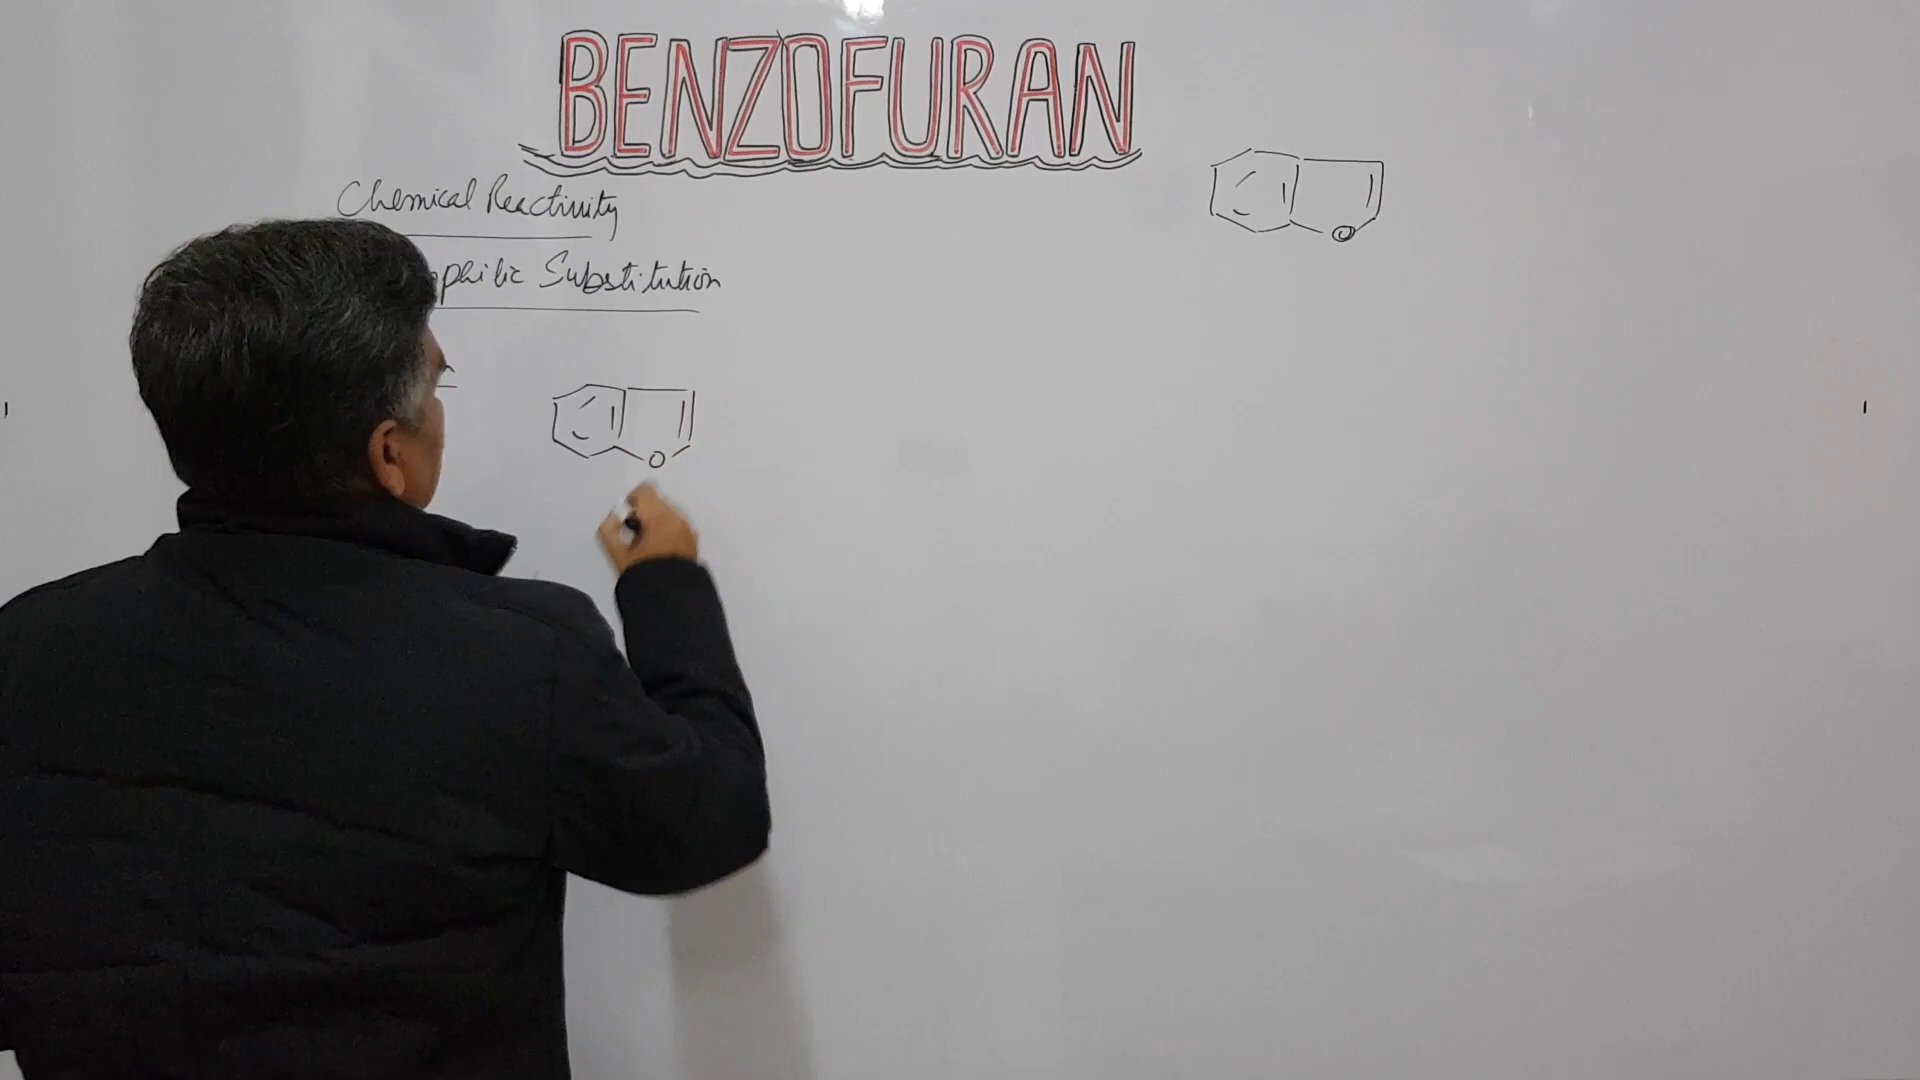 BENZOFURAN
Chemical Reactivity
philic Substitution
O
O